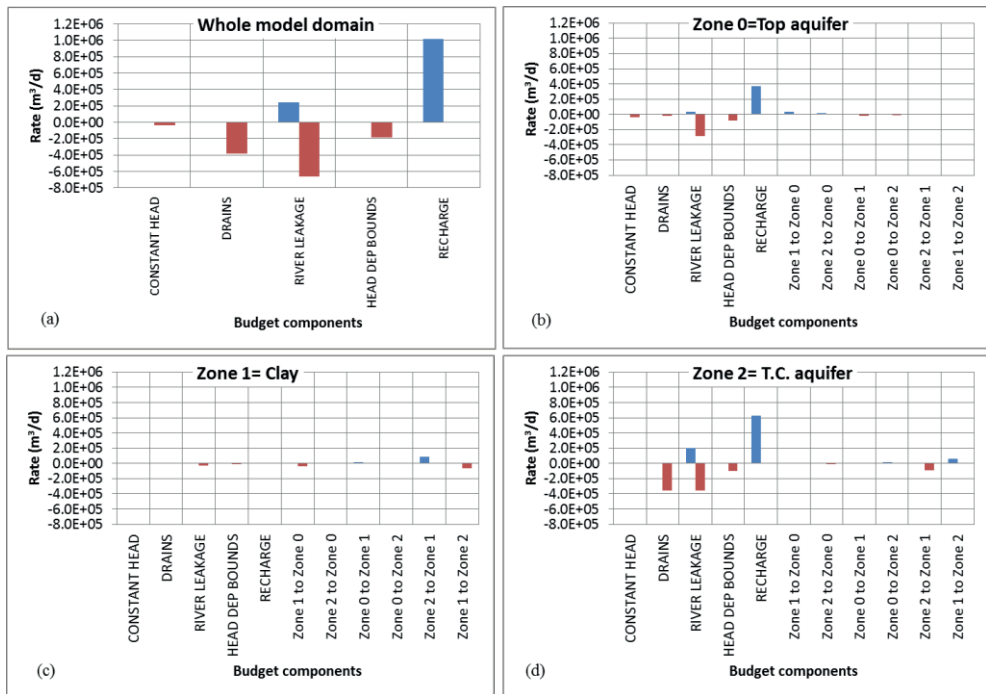 Whole model domain
Rate (m³/d)
1.2E+06
1.0E+06
8.0E+05
6.0E+05
4.0E+05
2.0E+05
0.0E+00
-2.0E+05
-4.0E+05
-6.0E+05
-8.0E+05
CONSTANT HEAD
DRAINS
RIVER LEAKAGE
HEAD DEP BOUNDS
RECHARGE
(a)
Budget components
Zone 0=Top aquifer
Rate (m³/d)
1.2E+06
1.0E+06
8.0E+05
6.0E+05
4.0E+05
2.0E+05
0.0E+00
-2.0E+05
-4.0E+05
-6.0E+05
-8.0E+05
CONSTANT HEAD
DRAINS
RIVER LEAKAGE
HEAD DEP BOUNDS
RECHARGE
Zone 1 to Zone 0
Zone 2 to Zone 0
Zone 0 to Zone 1
Zone 0 to Zone 2
Zone 2 to Zone 1
Zone 1 to Zone 2
(b)
Budget components
Zone 1= Clay
Rate (m³/d)
1.2E+06
1.0E+06
8.0E+05
6.0E+05
4.0E+05
2.0E+05
0.0E+00
-2.0E+05
-4.0E+05
-6.0E+05
-8.0E+05
CONSTANT HEAD
DRAINS
RIVER LEAKAGE
HEAD DEP BOUNDS
RECHARGE
Zone 1 to Zone 0
Zone 2 to Zone 0
Zone 0 to Zone 1
Zone 0 to Zone 2
Zone 2 to Zone 1
Zone 1 to Zone 2
(c)
Budget components
Zone 2= T.C. aquifer
Rate (m³/d)
1.2E+06
1.0E+06
8.0E+05
6.0E+05
4.0E+05
2.0E+05
0.0E+00
-2.0E+05
-4.0E+05
-6.0E+05
-8.0E+05
CONSTANT HEAD
DRAINS
RIVER LEAKAGE
HEAD DEP BOUNDS
RECHARGE
Zone 1 to Zone 0
Zone 2 to Zone 0
Zone 0 to Zone 1
Zone 0 to Zone 2
Zone 2 to Zone 1
Zone 1 to Zone 2
(d)
Budget components